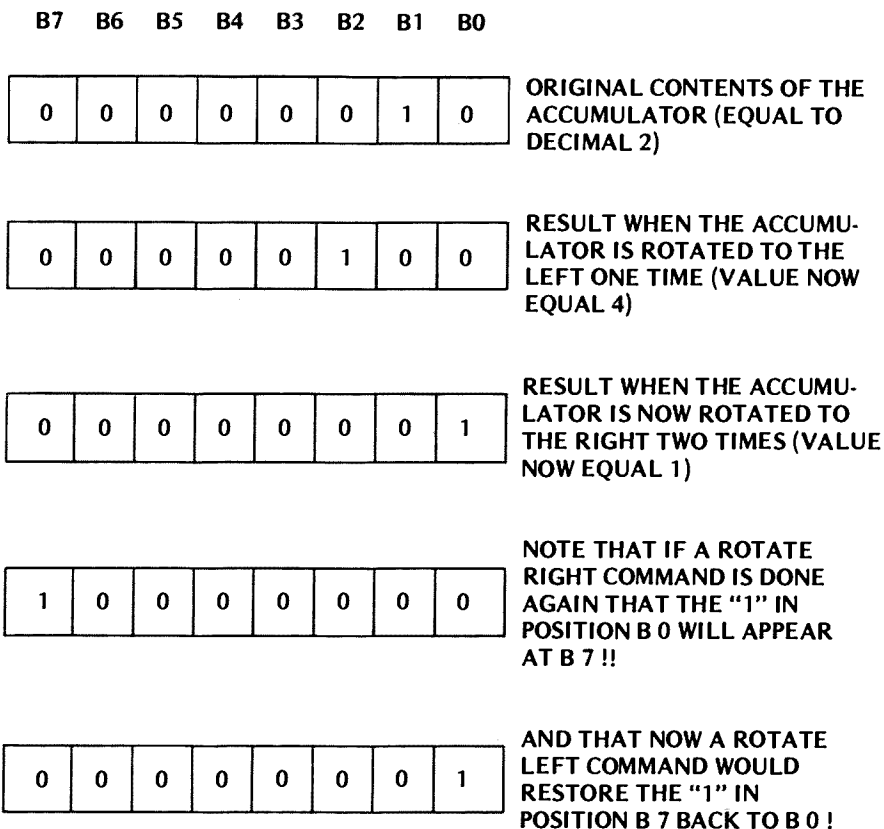 B7 B6 B5 B4 B3 B2 B1 B0
0 0 0 0 0 0 1 0
ORIGINAL CONTENTS OF THE
ACCUMULATOR (EQUAL TO
DECIMAL 2)
0 0 0 0 0 1 0 0
RESULT WHEN THE ACCUMU-
LATOR IS ROTATED TO THE
LEFT ONE TIME (VALUE NOW
EQUAL 4)
0 0 0 0 0 0 0 1
RESULT WHEN THE ACCUMU-
LATOR IS NOW ROTATED TO
THE RIGHT TWO TIMES (VALUE
NOW EQUAL 1)
1 0 0 0 0 0 0 0
NOTE THAT IF A ROTATE
RIGHT COMMAND IS DONE
AGAIN THAT THE "1" IN
POSITION B 0 WILL APPEAR
AT B 7 !!
0 0 0 0 0 0 0 1
AND THAT NOW A ROTATE
LEFT COMMAND WOULD
RESTORE THE "1" IN
POSITION B 7 BACK TO B 0 !